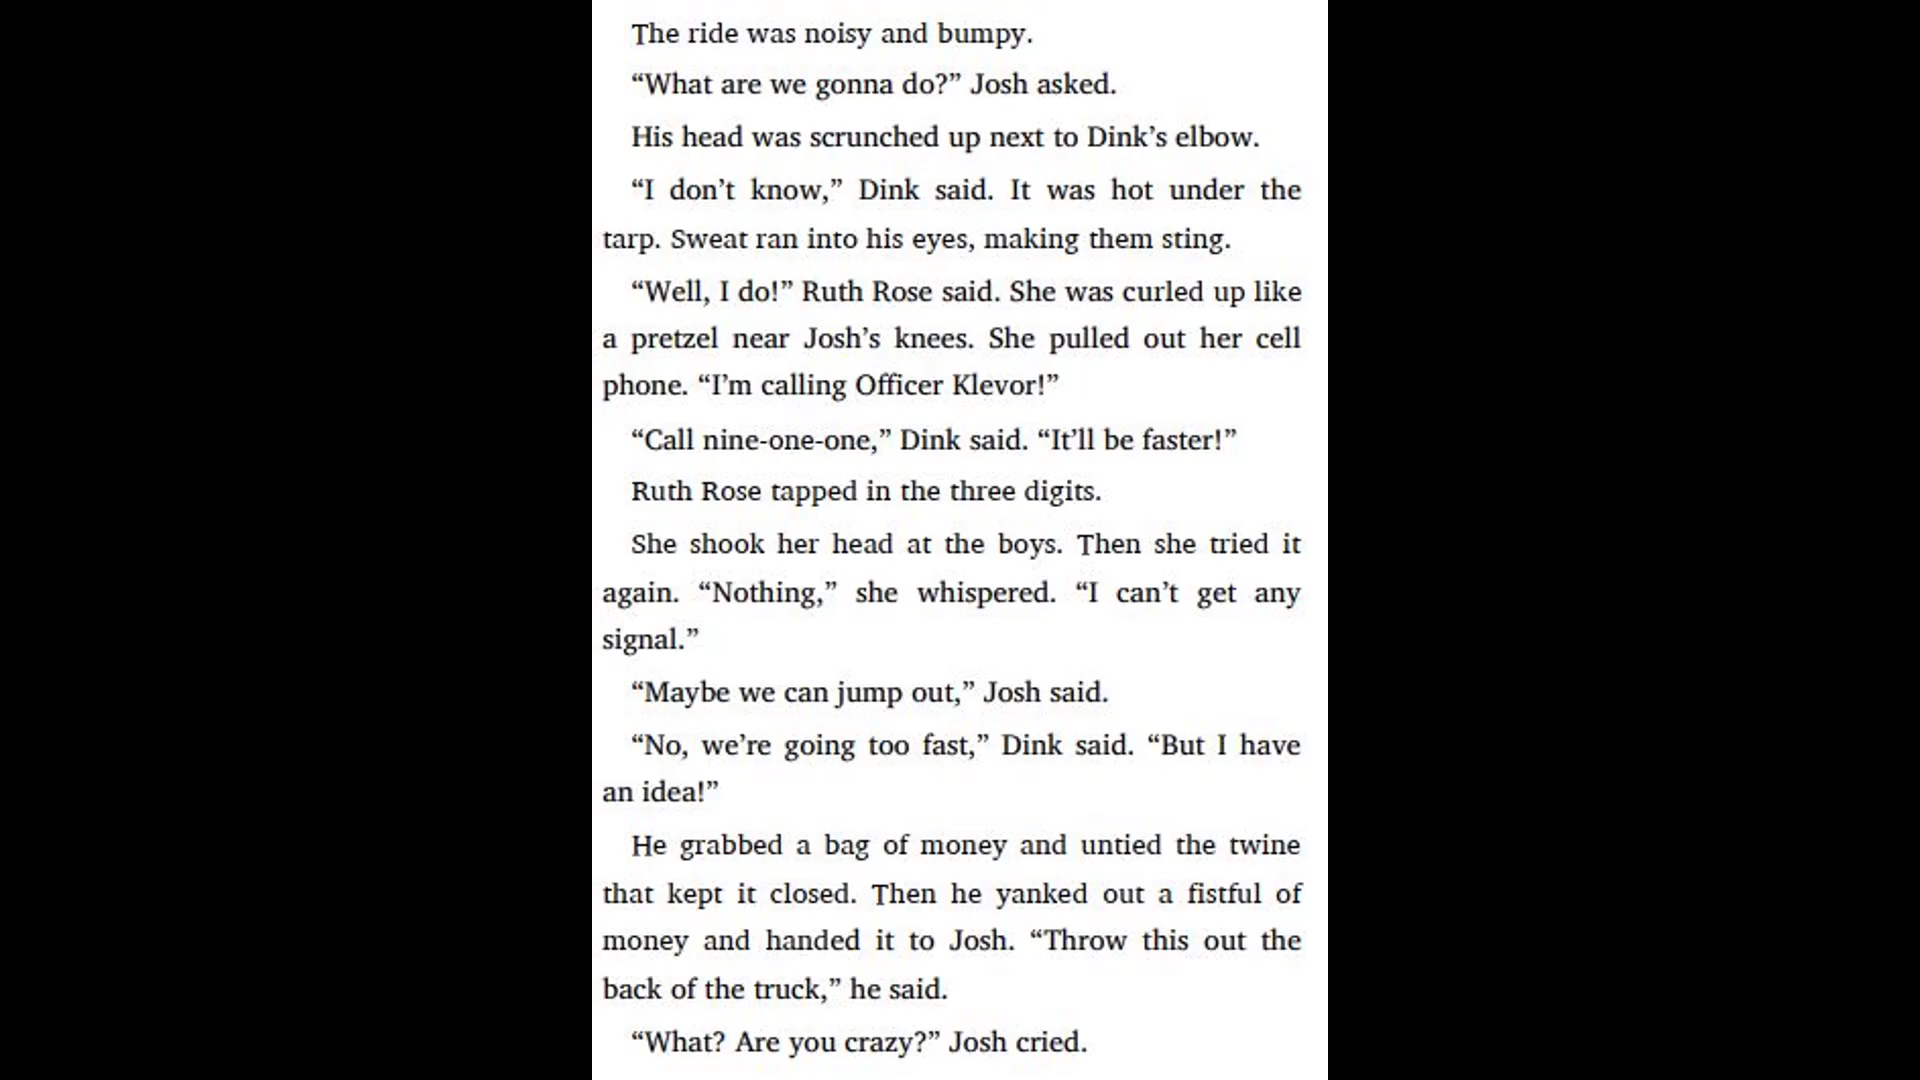 The ride was noisy and bumpy.
“What are we gonna do?” Josh asked.
His head was scrunched up next to Dink’s elbow.
“I don’t know,” Dink said. It was hot under the
tarp. Sweat ran into his eyes, making them sting.
“Well, I do!” Ruth Rose said. She was curled up like
a pretzel near Josh’s knees. She pulled out her cell
phone. “I’m calling Officer Klevor!”
“Call nine-one-one,” Dink said. “It’ll be faster!”
Ruth Rose tapped in the three digits.
She shook her head at the boys. Then she tried it
again. “Nothing,” she whispered. “I can’t get any
signal.”
“Maybe we can jump out,” Josh said.
“No, we’re going too fast,” Dink said. “But I have
an idea!”
He grabbed a bag of money and untied the twine
that kept it closed. Then he yanked out a fistful of
money and handed it to Josh. “Throw this out the
back of the truck,” he said.
“What? Are you crazy?” Josh cried.